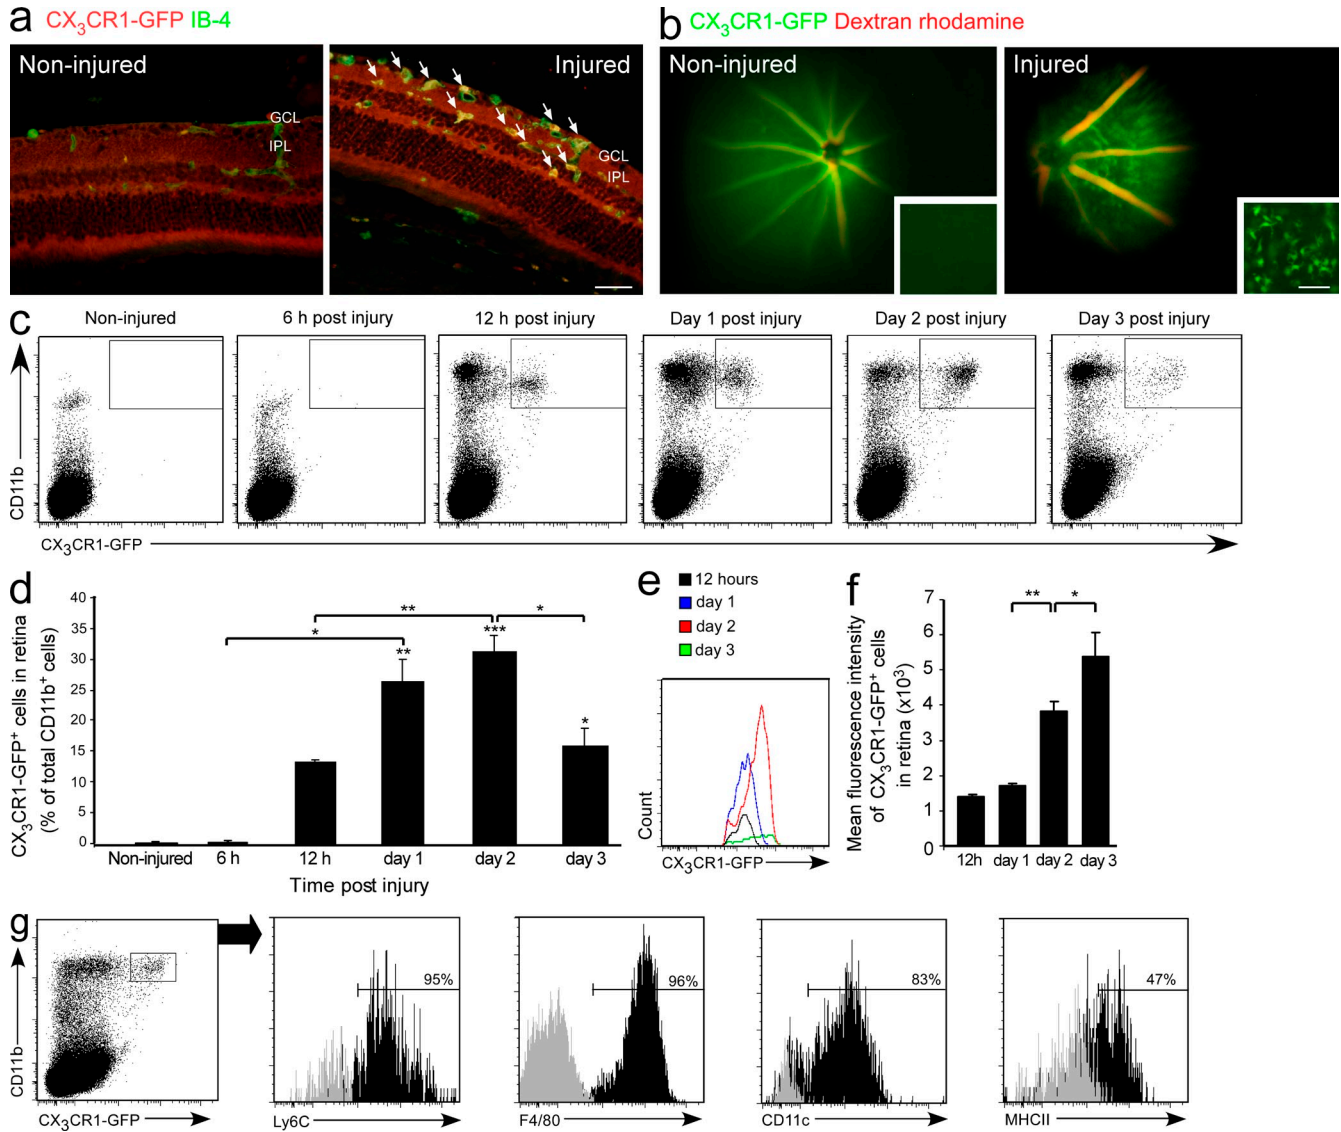 a CX3CR1-GFP IB-4
Non-injured
GCL
IPL
Injured
GCL
IPL
b CX3CR1-GFP Dextran rhodamine
Non-injured
Injured
c
Non-injured
6 h post injury
12 h post injury
Day 1 post injury
Day 2 post injury
Day 3 post injury
CD11b
CX3CR1-GFP
d
CX3CR1-GFP+ cells in retina
(% of total CD11b+ cells)
40
35
30
25
20
15
10
5
0
*
**
*
**
***
*
Non-injured
6 h
12 h
day 1
day 2
day 3
Time post injury
e
12 hours
day 1
day 2
day 3
Count
CX3CR1-GFP
f
Mean fluorescence intensity
of CX3CR1-GFP+ cells
in retina (x10³)
7
6
5
4
3
2
1
0
**
*
12h
day 1
day 2
day 3
g
CD11b
CX3CR1-GFP
95%
Ly6C
96%
F4/80
83%
CD11c
47%
MHCII